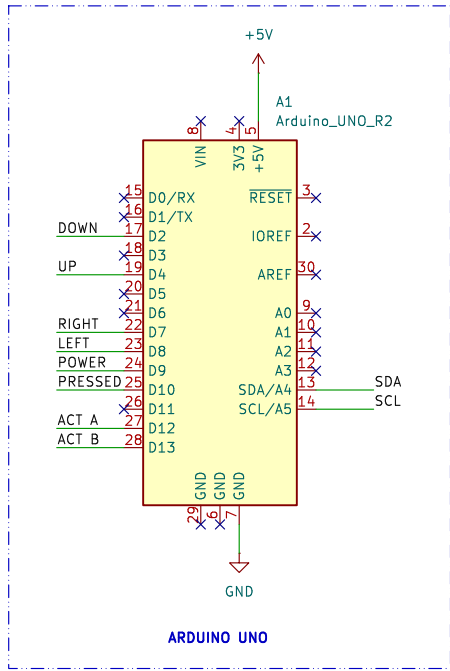 +5V
A1
Arduino_UNO_R2
8 4 5
VIN 3V3 +5V
15 D0/RX RESET 3
16 D1/TX
DOWN 17 D2 IOREF 2
18 D3
UP 19 D4 AREF 30
20 D5
21 D6 A0 9
RIGHT 22 D7 A1 10
LEFT 23 D8 A2 11
POWER 24 D9 A3 12
PRESSED 25 D10 SDA/A4 13 SDA
26 D11 SCL/A5 14 SCL
ACT A 27 D12
ACT B 28 D13
GND GND GND
29 6 7
GND
ARDUINO UNO